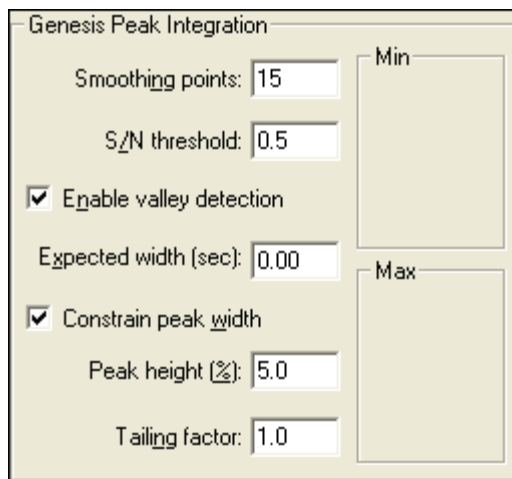 Genesis Peak Integration
Smoothing points: 15
S/N threshold: 0.5
Enable valley detection
Expected width (sec): 0.00
Constrain peak width
Peak height (%): 5.0
Tailing factor: 1.0
Min
Max